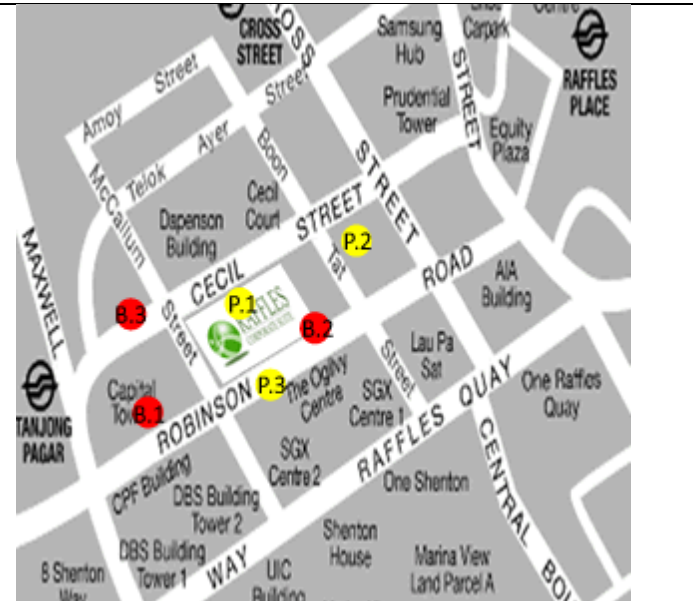 CROSS
STREET
Samsung
Hub
Carpark
Centre
RAFFLES
PLACE
Amoy Street
Telok Ayer Street
Boon
Tat
Street
STREET
STREET
Prudential
Tower
Equity
Plaza
McCallum
Street
Cecil
Court
Dapenson
Building
CECIL STREET
P.2
MAXWELL
ROAD
AIA
Building
P.1
RAFFLES
CORPORATE SUITE
B.3
B.2
Lau Pa
Sat
TANJONG
PAGAR
Capital
B.1
ROBINSON
P.3
The Ogilvy
Centre
SGX
Centre 1
RAFFLES QUAY
One Raffles
Quay
CPF Building
SGX
Centre 2
CENTRAL
DBS Building
Tower 2
One Shenton
DBS Building
Tower 1
WAY
Shenton
House
Marina View
Land Parcel A
8 Shenton
Way
UIC
Building